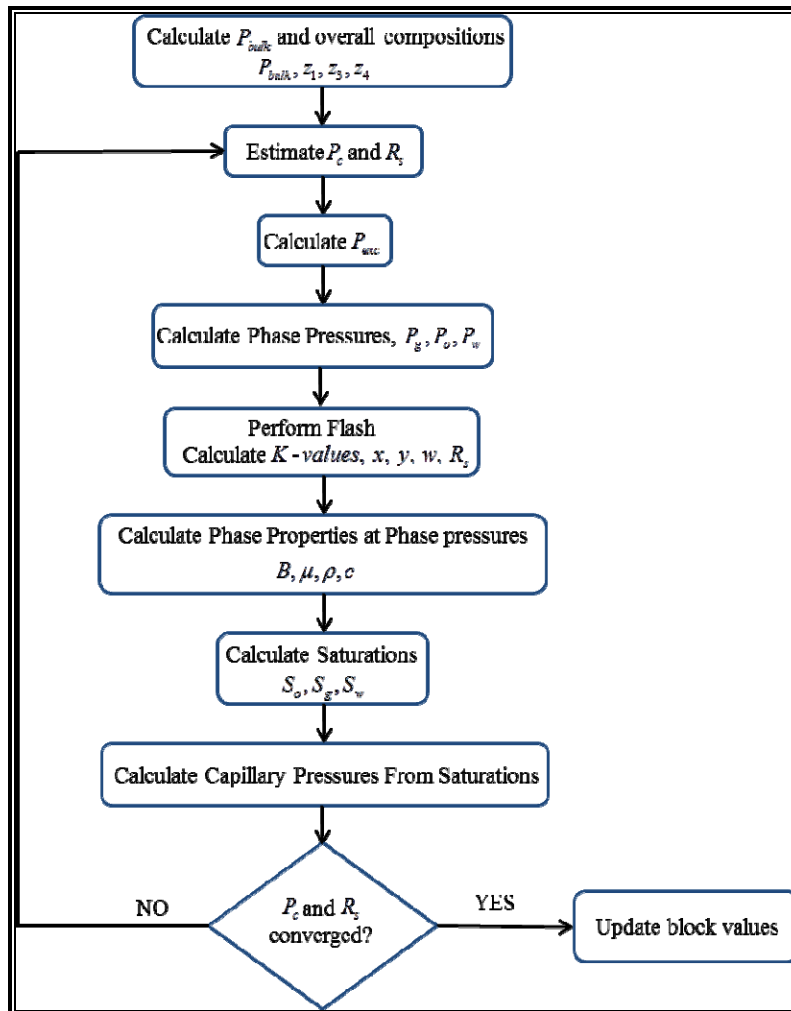 Calculate P_bulk and overall compositions
P_bulk, z_1, z_3, z_4
Estimate P_c and R_s
Calculate P_exc
Calculate Phase Pressures, P_g, P_o, P_w
Perform Flash
Calculate K-values, x, y, w, R_s
Calculate Phase Properties at Phase pressures
B, μ, ρ, c
Calculate Saturations
S_o, S_g, S_w
Calculate Capillary Pressures From Saturations
NO
P_c and R_s
converged?
YES
Update block values